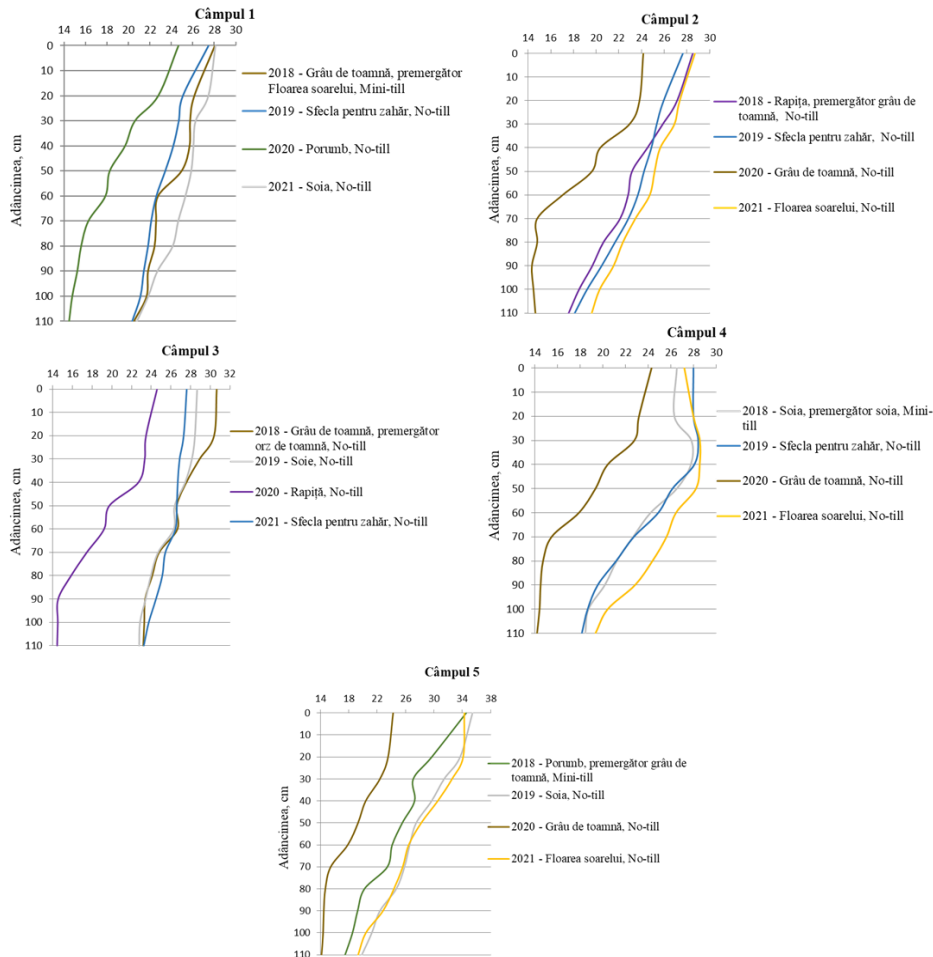 Câmpul 1
14 16 18 20 22 24 26 28 30
0
10
20
30
40
50
60
70
80
90
100
110
Adâncimea, cm
2018 - Grâu de toamnă, premergător
Floarea soarelui, Mini-till
2019 - Sfecla pentru zahăr, No-till
2020 - Porumb, No-till
2021 - Soia, No-till
Câmpul 2
14 16 18 20 22 24 26 28 30
0
10
20
30
40
50
60
70
80
90
100
110
Adâncimea, cm
2018 - Rapița, premergător grâu de
toamnă, No-till
2019 - Sfecla pentru zahăr, No-till
2020 - Grâu de toamnă, No-till
2021 - Floarea soarelui, No-till
Câmpul 3
14 16 18 20 22 24 26 28 30 32
0
10
20
30
40
50
60
70
80
90
100
110
Adâncimea, cm
2018 - Grâu de toamnă, premergător
orz de toamnă, No-till
2019 - Soie, No-till
2020 - Rapiță, No-till
2021 - Sfecla pentru zahăr, No-till
Câmpul 4
14 16 18 20 22 24 26 28 30
0
10
20
30
40
50
60
70
80
90
100
110
Adâncimea, cm
2018 - Soia, premergător soia, Mini-
till
2019 - Sfecla pentru zahăr, No-till
2020 - Grâu de toamnă, No-till
2021 - Floarea soarelui, No-till
Câmpul 5
14 18 22 26 30 34 38
0
10
20
30
40
50
60
70
80
90
100
110
Adâncimea, cm
2018 - Porumb, premergător grâu de
toamnă, Mini-till
2019 - Soia, No-till
2020 - Grâu de toamnă, No-till
2021 - Floarea soarelui, No-till